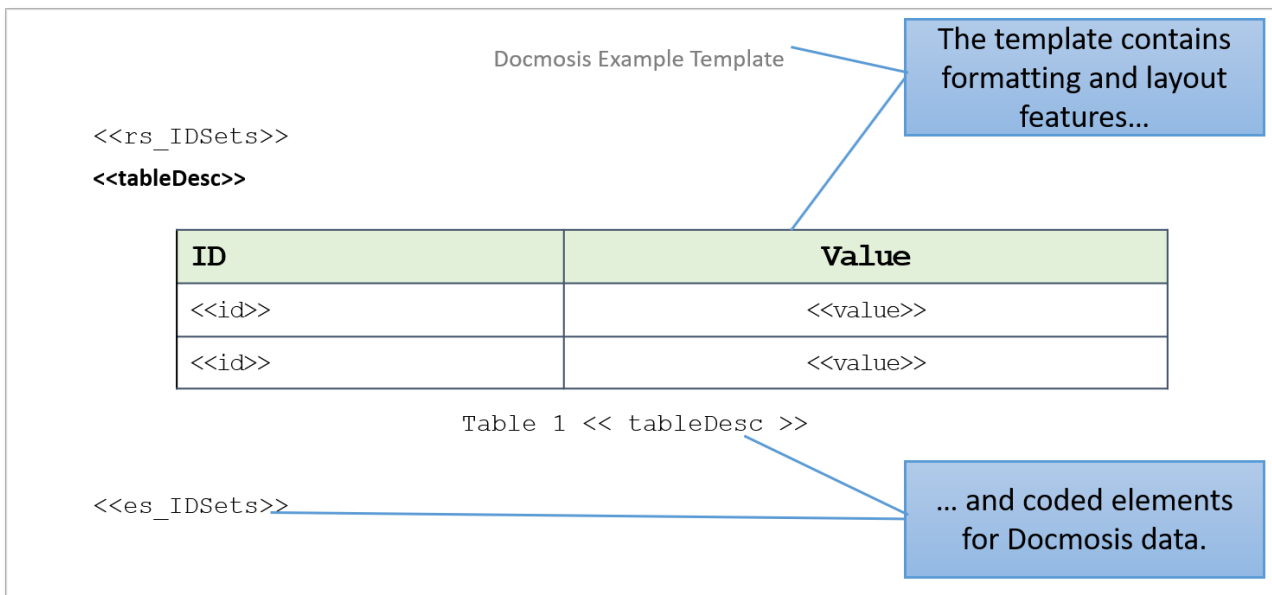 Docmosis Example Template
The template contains
formatting and layout
features…
<<rs_IDSets>>
<<tableDesc>>
ID Value
<<id>> <<value>>
<<id>> <<value>>
Table 1 << tableDesc >>
<<es_IDSets>>
… and coded elements
for Docmosis data.